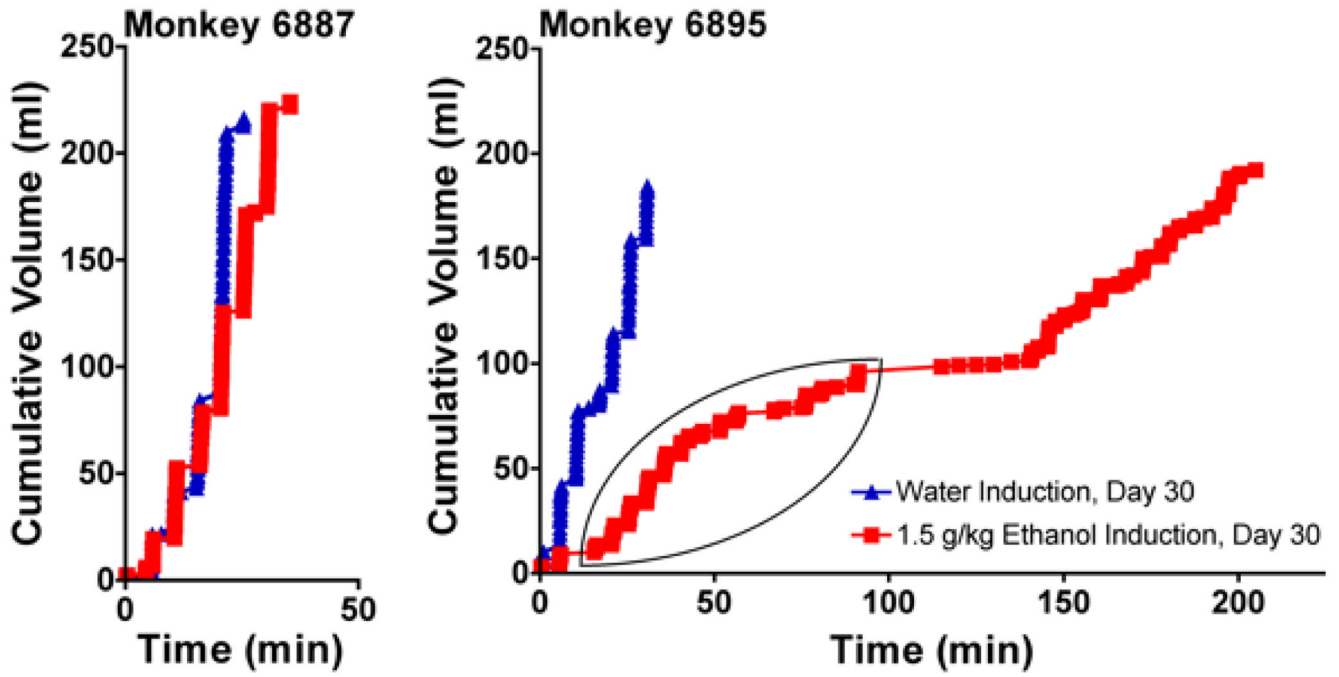 Monkey 6887
Monkey 6895
Cumulative Volume (ml)
250
200
150
100
50
0
0
50
Time (min)
Cumulative Volume (ml)
250
200
150
100
50
0
0
50
100
150
200
Time (min)
Water Induction, Day 30
1.5 g/kg Ethanol Induction, Day 30